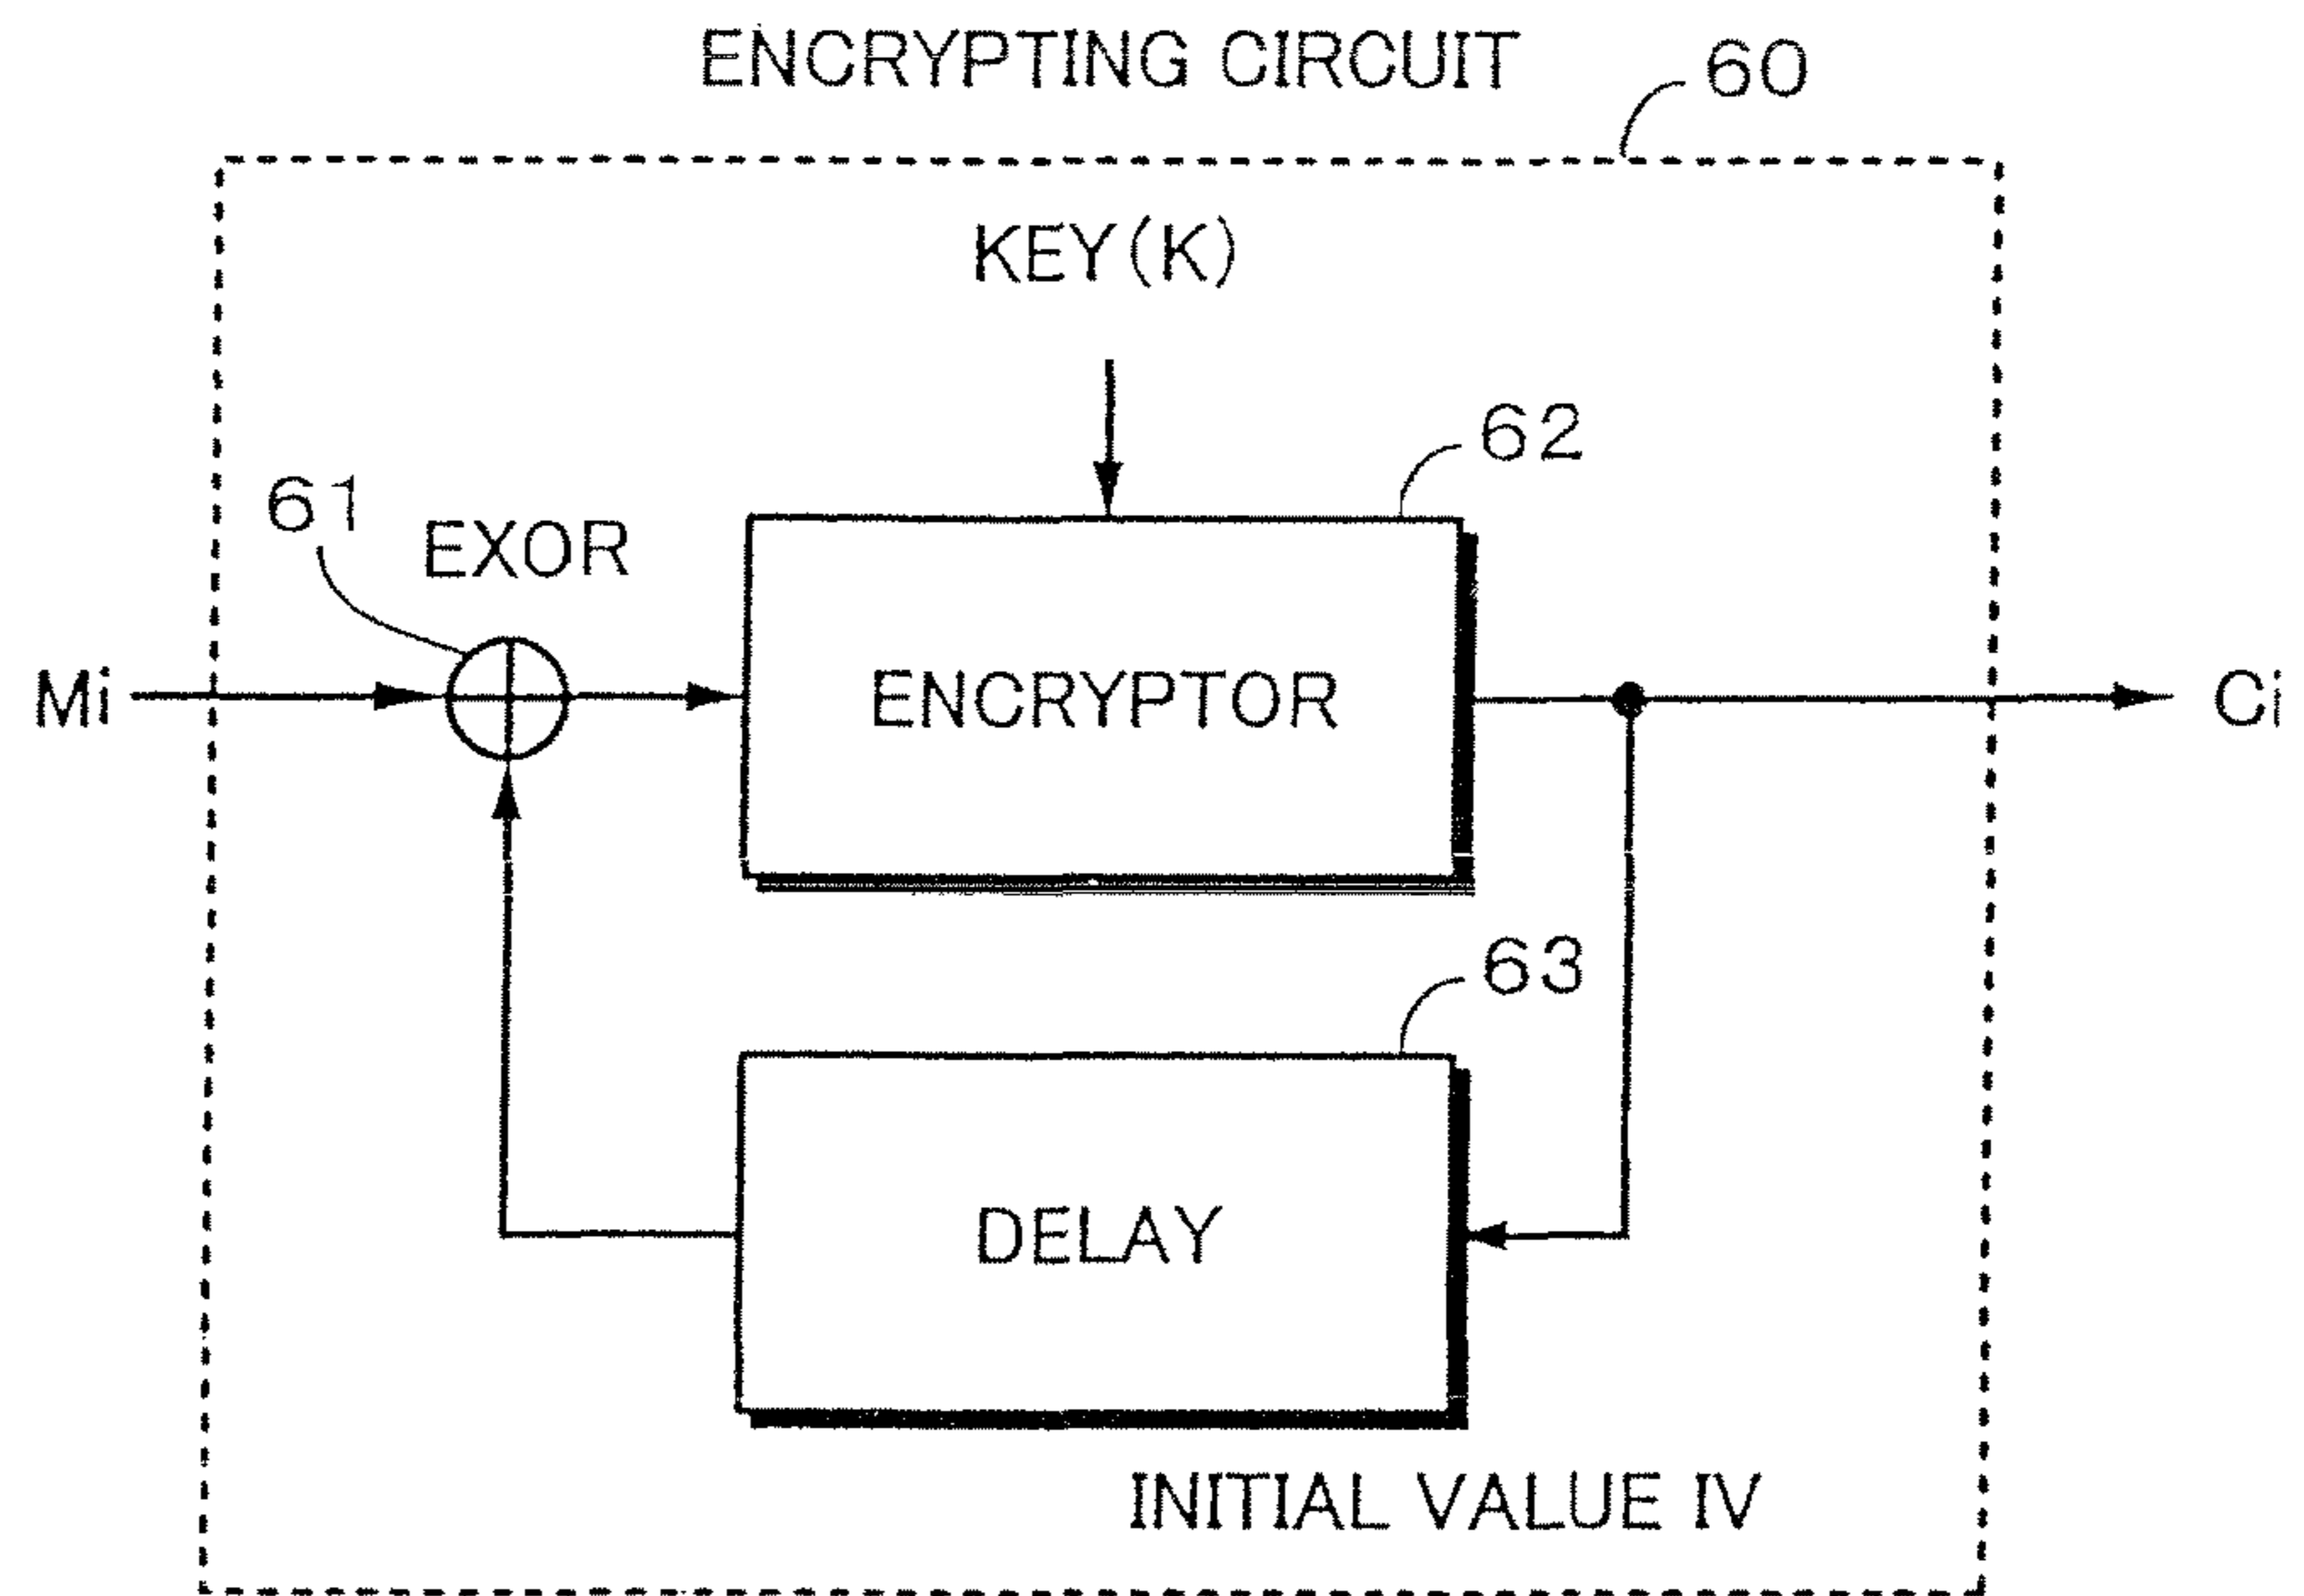 ENCRYPTING CIRCUIT
60
KEY(K)
62
61
EXOR
Mi
ENCRYPTOR
Ci
63
DELAY
INITIAL VALUE IV